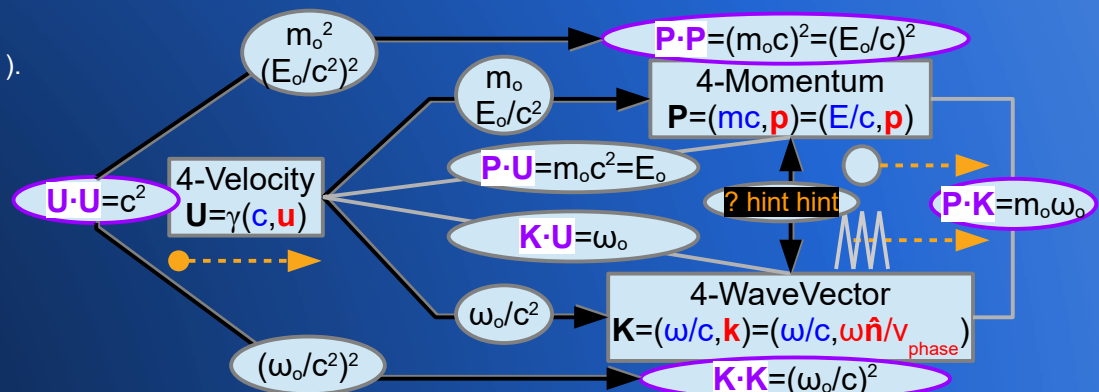 ).
mₒ²
(Eₒ/c²)²
P·P=(mₒc)²=(Eₒ/c)²
mₒ
Eₒ/c²
4-Momentum
P=(mc,p)=(E/c,p)
U·U=c²
4-Velocity
U=γ(c,u)
P·U=mₒc²=Eₒ
? hint hint
P·K=mₒωₒ
K·U=ωₒ
ωₒ/c²
4-WaveVector
K=(ω/c,k)=(ω/c,ωn̂/v_phase)
(ωₒ/c²)²
K·K=(ωₒ/c)²